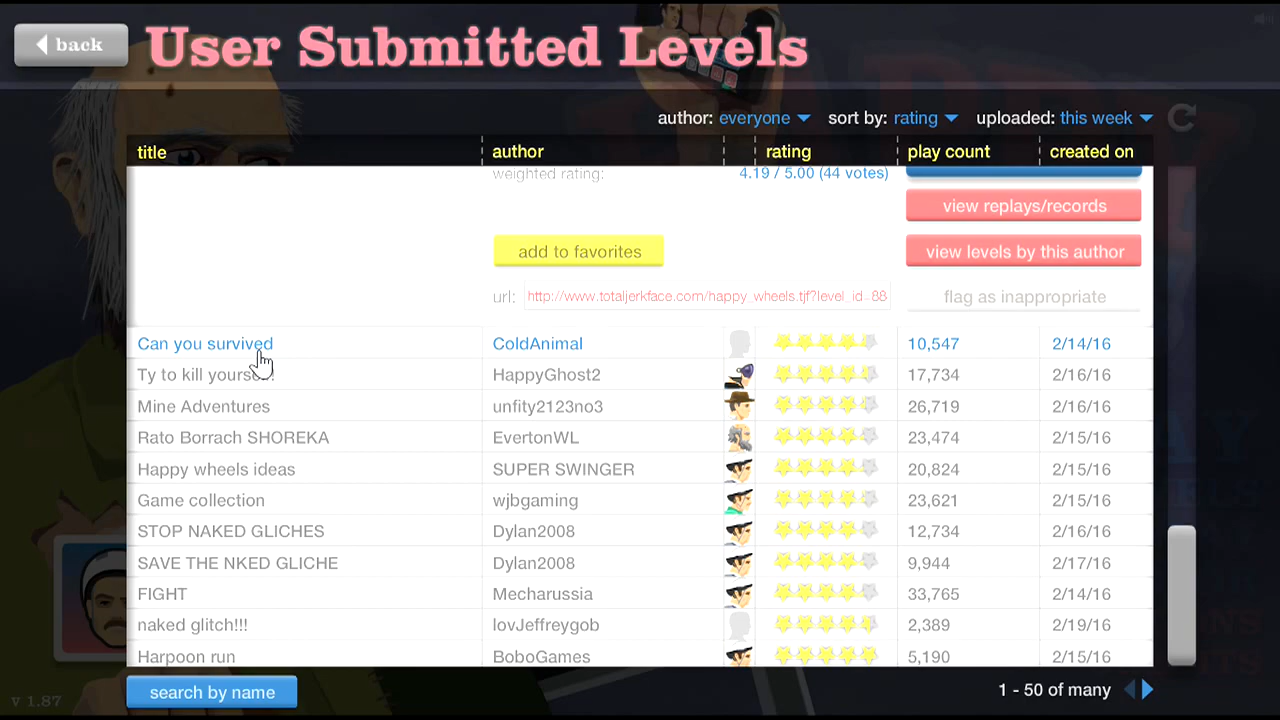 back
User Submitted Levels
author: everyone sort by: rating uploaded: this week
title author rating play count created on
weighted rating: 4.19 / 5.00 (44 votes)
view replays/records
add to favorites view levels by this author
url: http://www.totaljerkface.com/happy_wheels.tjf?level_id=88 flag as inappropriate
Can you survived ColdAnimal 10,547 2/14/16
Ty to kill HappyGhost2 17,734 2/16/16
Mine Adventures unfity2123no3 26,719 2/16/16
Rato Borrach SHOREKA EvertonWL 23,474 2/15/16
Happy wheels ideas SUPER SWINGER 20,824 2/15/16
Game collection wjbgaming 23,621 2/15/16
STOP NAKED GLICHES Dylan2008 12,734 2/16/16
SAVE THE NKED GLICHE Dylan2008 9,944 2/17/16
FIGHT Mecharussia 33,765 2/14/16
naked glitch!!! lovJeffreygob 2,389 2/19/16
Harpoon run BoboGames 5,190 2/15/16
search by name 1 - 50 of many
v 1.87